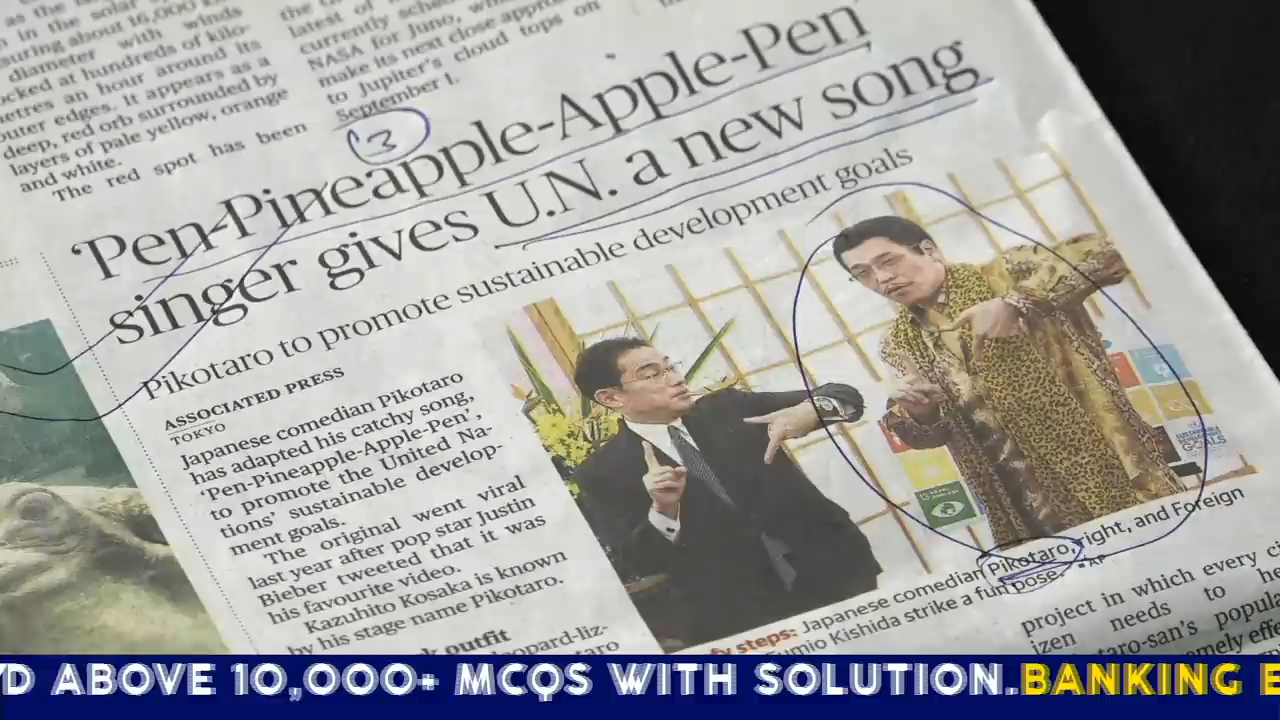 as the
in the solar
suring about 16,000
diameter with winds
ocked at hundreds of kilo-
metres an hour around its
outer edges, it appears as a
deep, red orb surrounded by
layers of pale yellow, orange
and white.
The red spot has been
latest of
currently
NASA for Juno,
make its next close
to Jupiter's cloud tops on
September 1.
3
'Pen-Pineapple-Apple-Pen'
singer gives U.N. a new song
Pikotaro to promote sustainable development goals
ASSOCIATED PRESS
TOKYO
Japanese comedian Pikotaro
has adapted his catchy song,
'Pen-Pineapple-Apple-Pen',
to promote the United Na-
tions' sustainable develop-
ment goals.
The original went viral
last year after pop star Justin
Bieber tweeted that it was
his favourite video.
Kazuhito Kosaka is known
by his stage name Pikotaro.
outfit
SUSTAINABLE
DEVELOPMENT
GOALS
steps: Japanese comedian Pikotaro, right, and Foreign
Fumio Kishida strike a fun pose. • AP
project in which every
izen needs to
popula
D ABOVE 10,000+ MCQS WITH SOLUTION.BANKING E